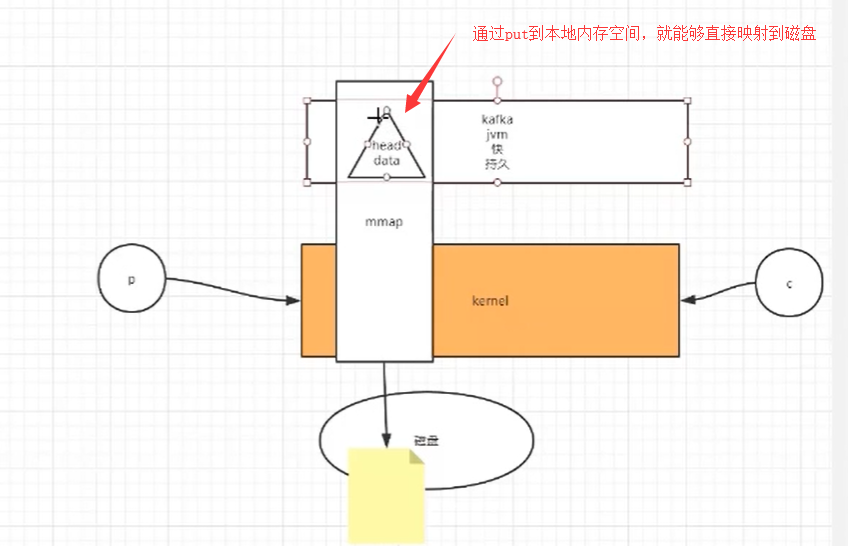 通过put到本地内存空间，就能够直接映射到磁盘
kafka
jvm
快
持久
head
data
mmap
p
c
kernel
磁盘